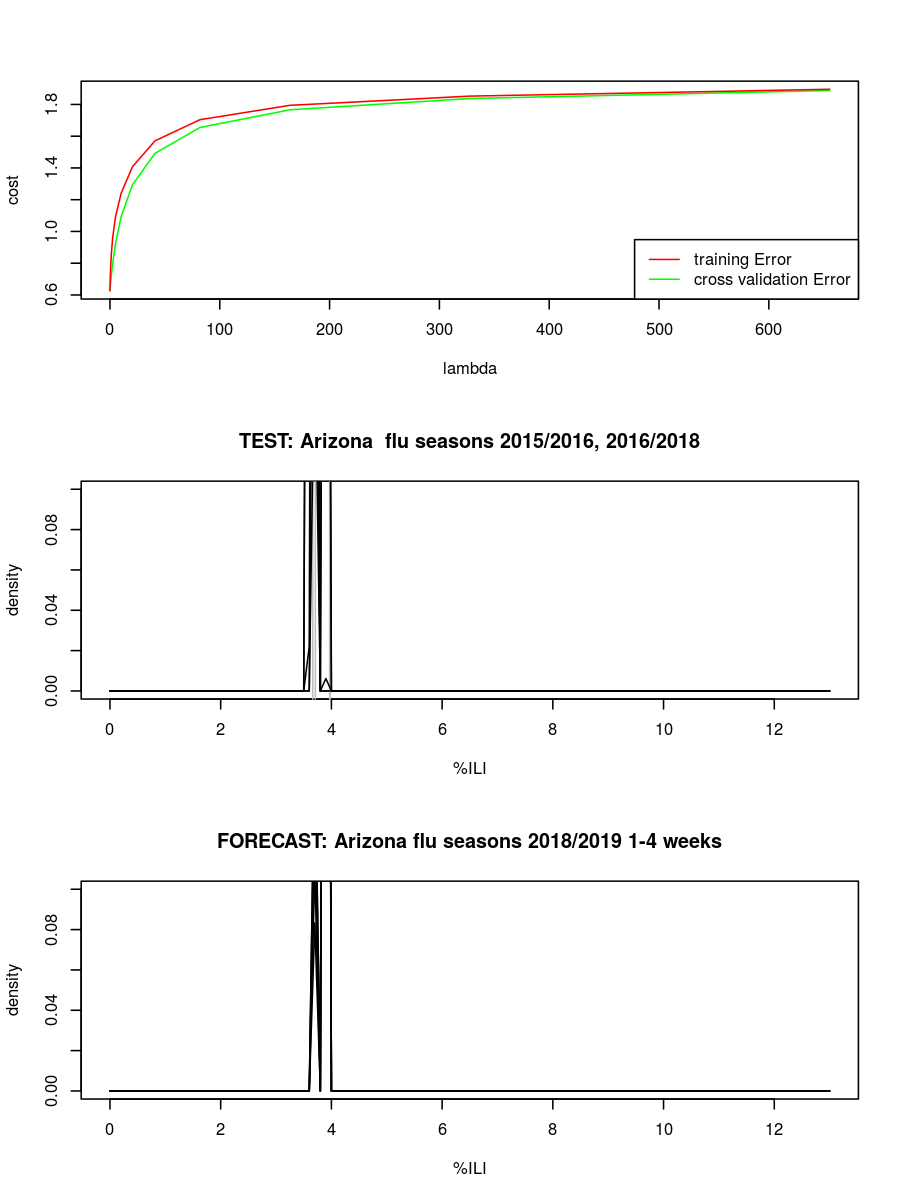 cost
1.8
1.4
1.0
0.6
training Error
cross validation Error
0 100 200 300 400 500 600
lambda
TEST: Arizona  flu seasons 2015/2016, 2016/2018
density
0.08
0.04
0.00
0 2 4 6 8 10 12
%ILI
FORECAST: Arizona flu seasons 2018/2019 1-4 weeks
density
0.08
0.04
0.00
0 2 4 6 8 10 12
%ILI